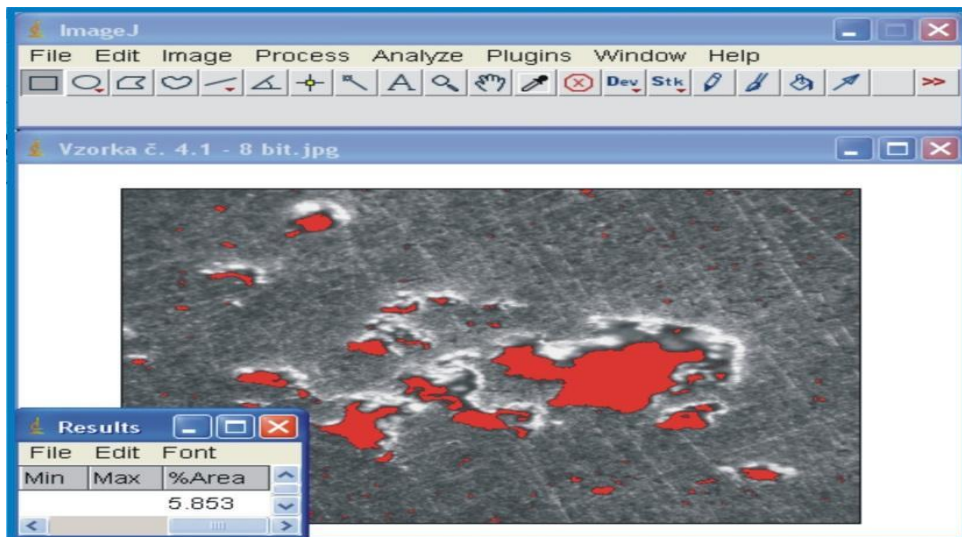 ImageJ
File Edit Image Process Analyze Plugins Window Help
A Dev Stk >>
Vzorka č. 4.1 - 8 bit.jpg
Results
File Edit Font
Min Max %Area
5.853